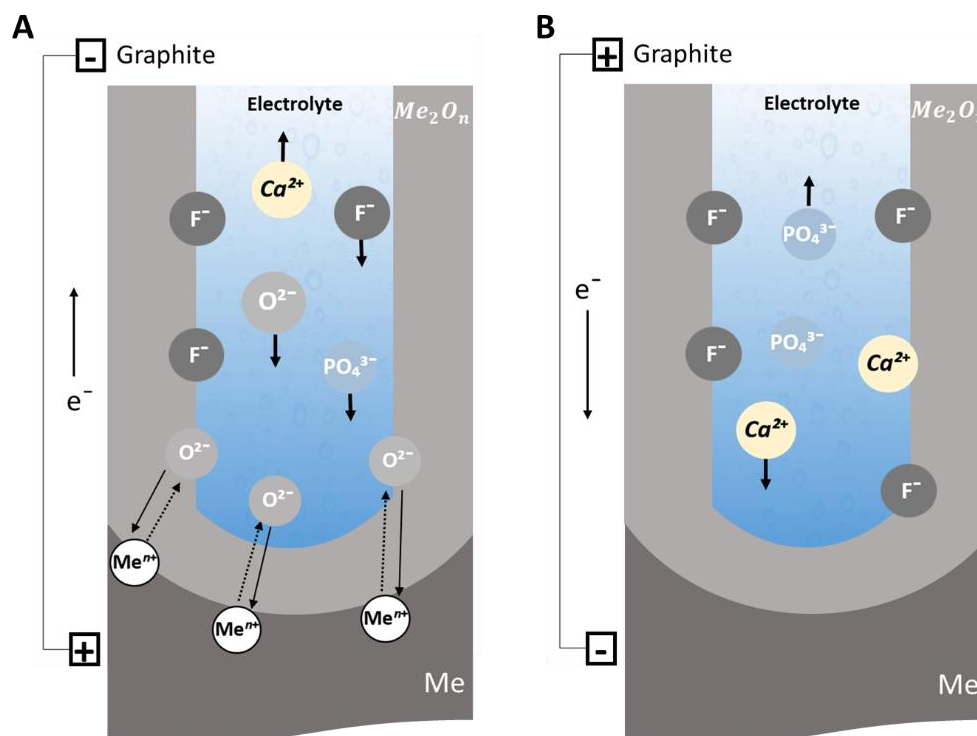 A
- Graphite
Electrolyte
Me₂Oₙ
Ca²⁺
F⁻
F⁻
O²⁻
F⁻
PO₄³⁻
e⁻
O²⁻
O²⁻
O²⁻
Meⁿ⁺
Meⁿ⁺
Meⁿ⁺
+
Me
B
+ Graphite
Electrolyte
Me₂O
F⁻
PO₄³⁻
F⁻
e⁻
F⁻
PO₄³⁻
Ca²⁺
Ca²⁺
F⁻
-
Me